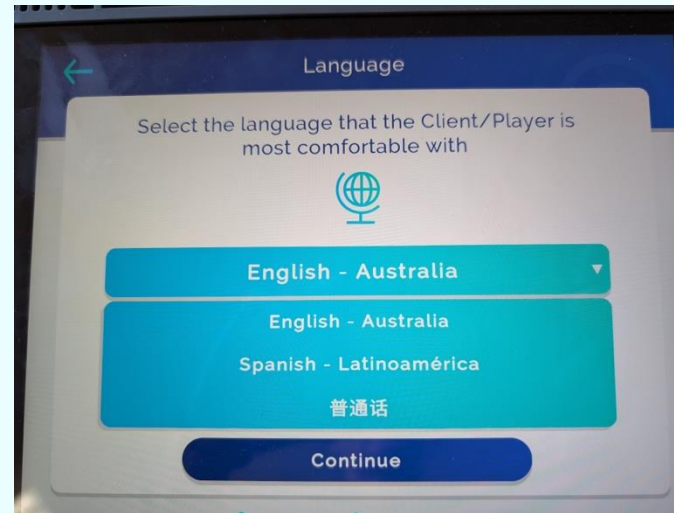 Language
Select the language that the Client/Player is
most comfortable with
English - Australia
English - Australia
Spanish - Latinoamérica
普通话
Continue